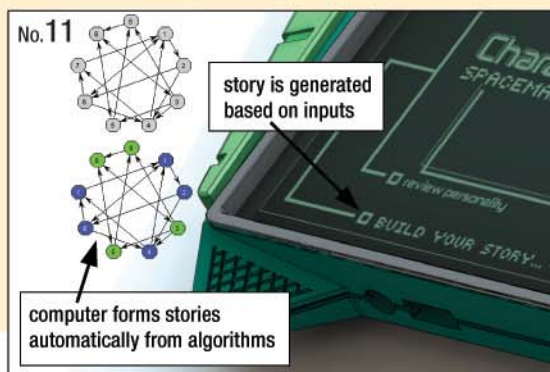 No.11
story is generated
based on inputs
Chara
SPACEMA
review personality
BUILD YOUR STORY...
computer forms stories
automatically from algorithms